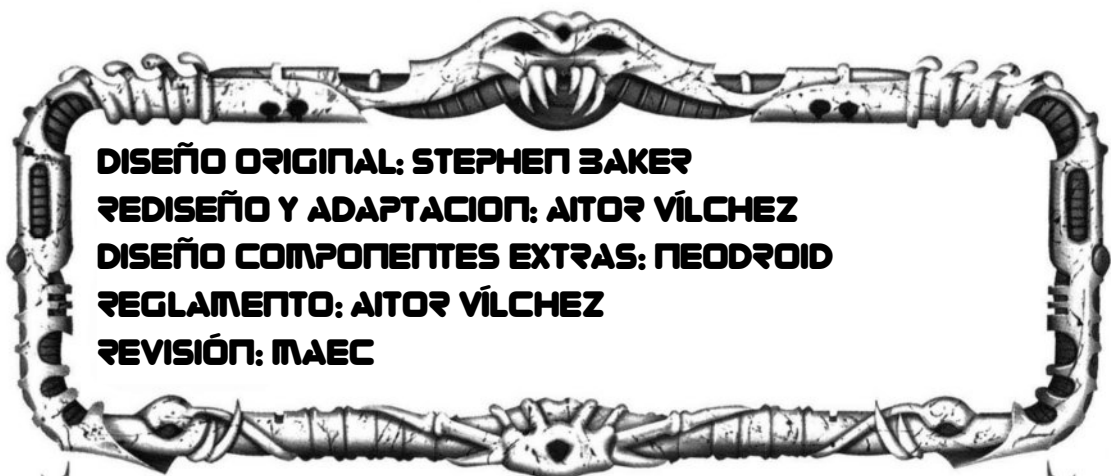 DISEÑO ORIGINAL: STEPHEN BAKER
REDISEÑO Y ADAPTACION: AITOR VÍLCHEZ
DISEÑO COMPONENTES EXTRAS: NEODROID
REGLAMENTO: AITOR VÍLCHEZ
REVISIÓN: MAEC